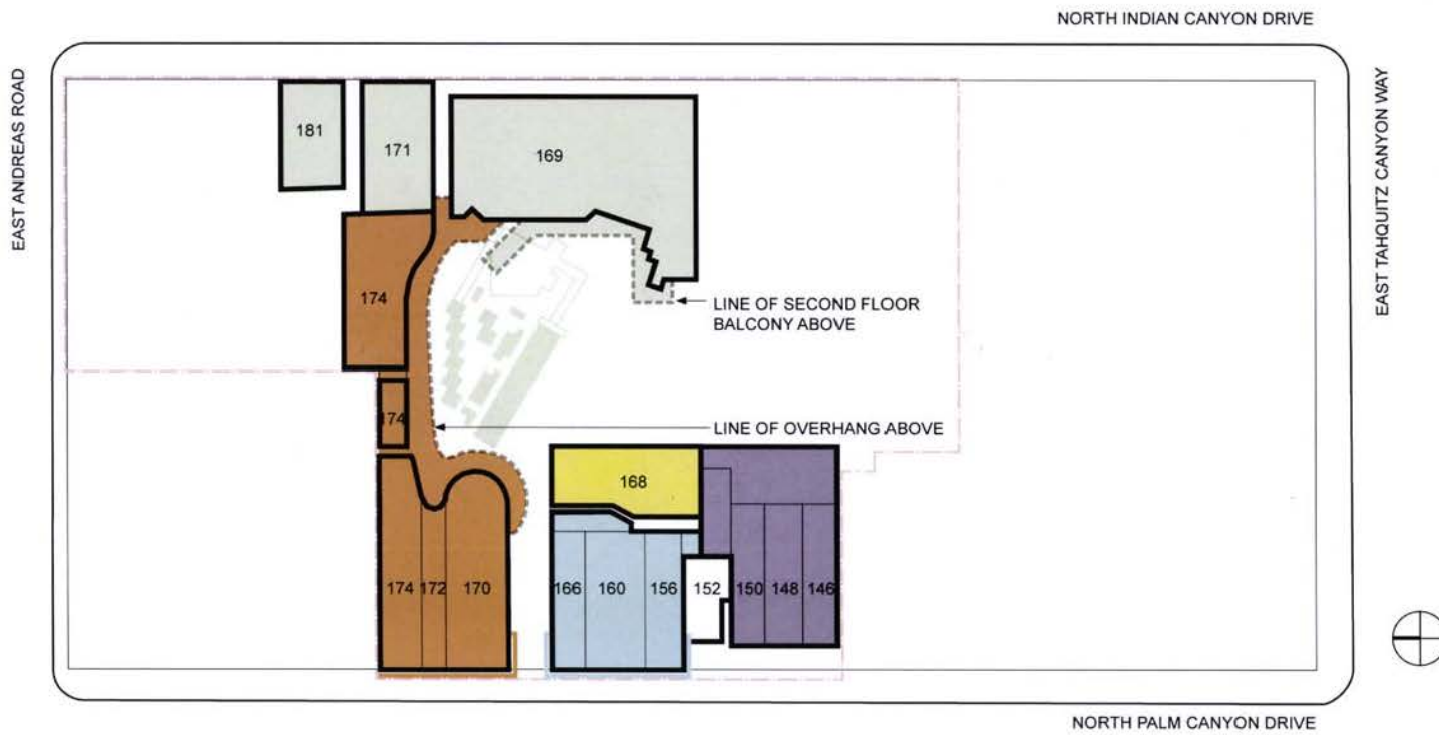 NORTH INDIAN CANYON DRIVE
EAST ANDREAS ROAD
EAST TAHQUITZ CANYON WAY
181
171
169
174
LINE OF SECOND FLOOR
BALCONY ABOVE
174
LINE OF OVERHANG ABOVE
168
174 172 170 166 160 156 152 150 148 146
NORTH PALM CANYON DRIVE